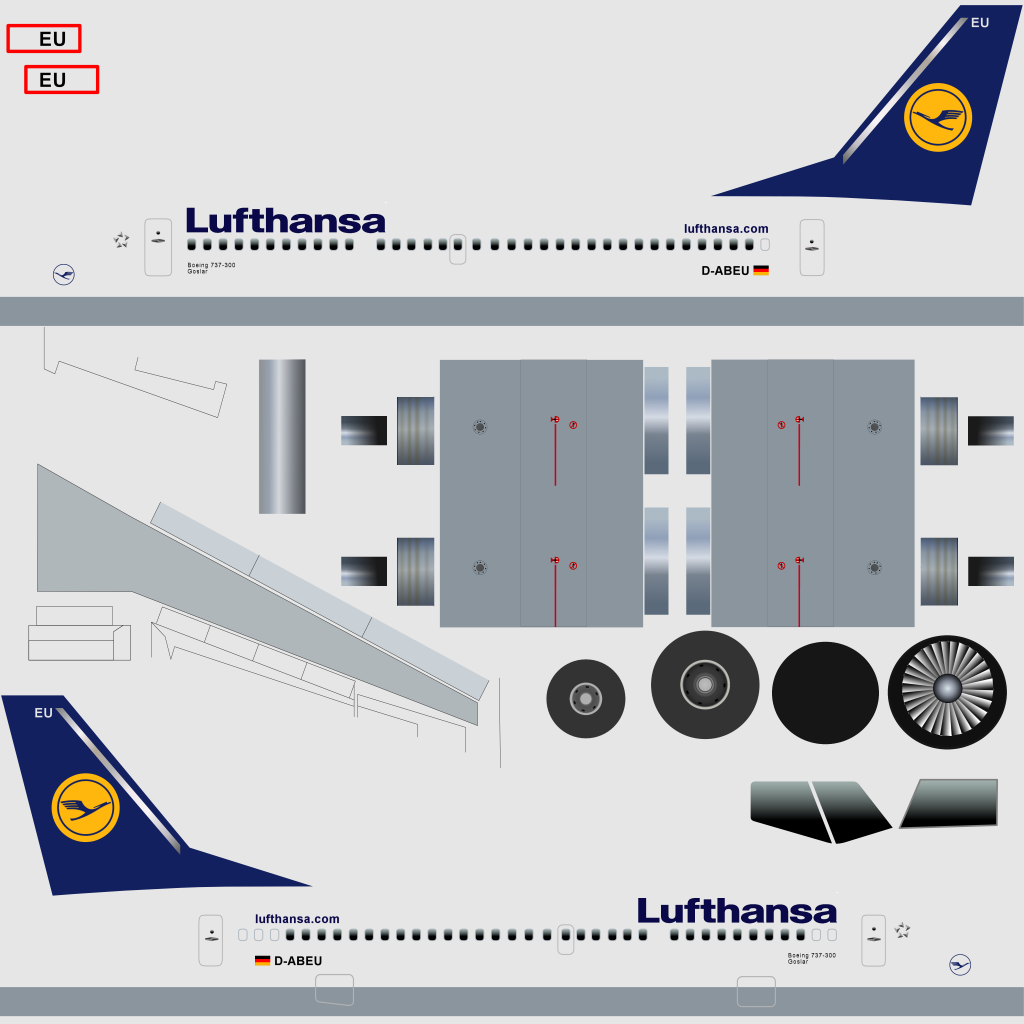 EU
EU
EU
Lufthansa
lufthansa.com
Boeing 737-300
Goslar
D-ABEU
EU
Lufthansa
lufthansa.com
Boeing 737-300
Goslar
D-ABEU